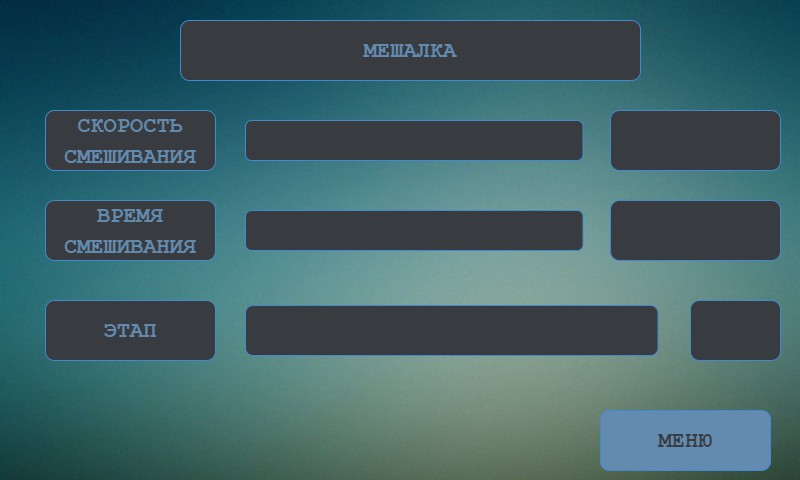 МЕШАЛКА
СКОРОСТЬ
СМЕШИВАНИЯ
ВРЕМЯ
СМЕШИВАНИЯ
ЭТАП
МЕНЮ